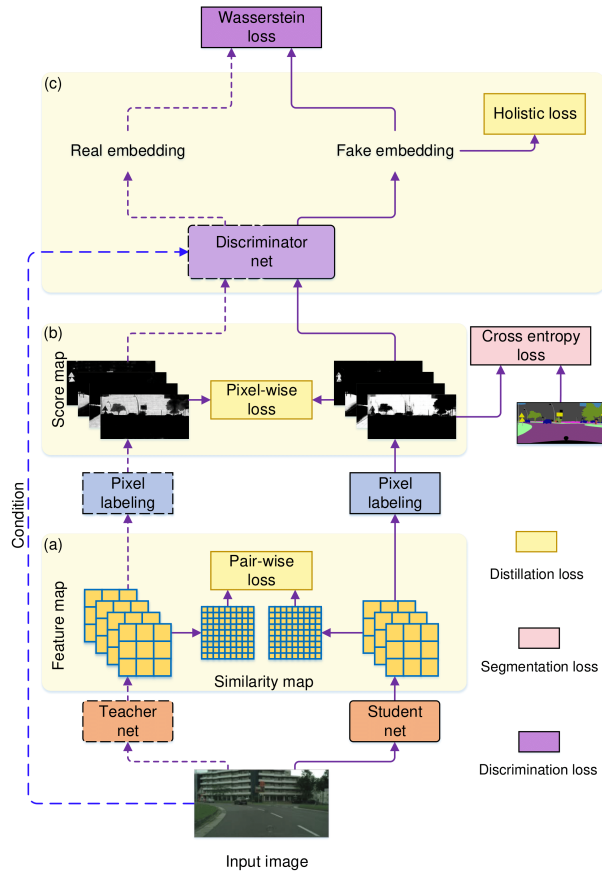 Wasserstein
loss
(c)
Holistic loss
Real embedding
Fake embedding
Discriminator
net
(b)
Score map
Pixel-wise
loss
Cross entropy
loss
Pixel
labeling
Pixel
labeling
Condition
(a)
Feature map
Pair-wise
loss
Similarity map
Distillation loss
Segmentation loss
Discrimination loss
Teacher
net
Student
net
Input image